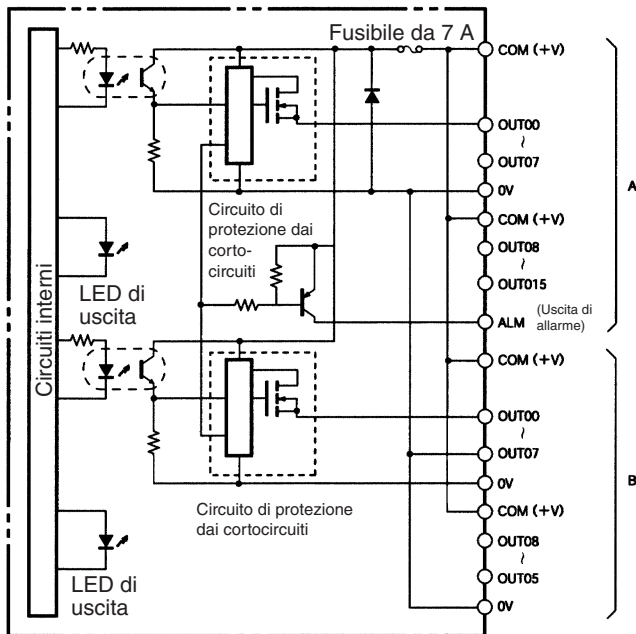 Fusibile da 7 A
COM (+V)
OUT00
~
OUT07
0V
COM (+V)
OUT08
~
OUT015
ALM
(Uscita di
allarme)
A
Circuito di
protezione dai
corto-
circuiti
LED di
uscita
Circuiti interni
COM (+V)
OUT00
~
OUT07
0V
COM (+V)
OUT08
~
OUT05
0V
B
Circuito di protezione
dai cortocircuiti
LED di
uscita